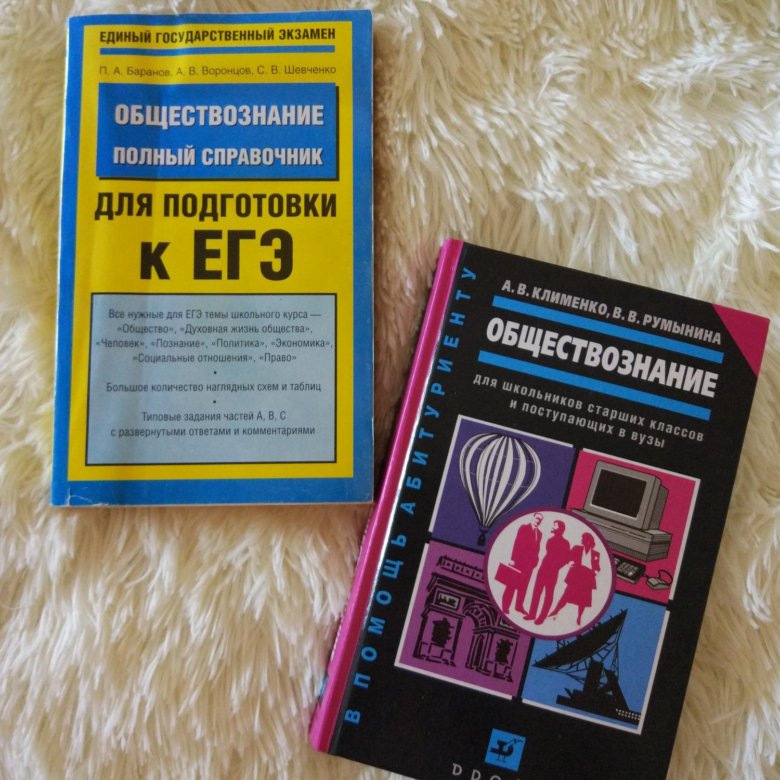 ЕДИНЫЙ ГОСУДАРСТВЕННЫЙ ЭКЗАМЕН
П. А. Баранов, А. В. Воронцов, С. В. Шевченко
ОБЩЕСТВОЗНАНИЕ
ПОЛНЫЙ СПРАВОЧНИК
ДЛЯ ПОДГОТОВКИ
К ЕГЭ
Все нужные для ЕГЭ темы школьного курса —
«Общество», «Духовная жизнь общества»,
«Человек», «Познание», «Политика», «Экономика»,
«Социальные отношения», «Право»
•
Большое количество наглядных схем и таблиц
•
Типовые задания частей А, В, С
с развернутыми ответами и комментариями
В ПОМОЩЬ АБИТУРИЕНТУ
А. В. КЛИМЕНКО, В. В. РУМЫНИНА
ОБЩЕСТВОЗНАНИЕ
ДЛЯ ШКОЛЬНИКОВ СТАРШИХ КЛАССОВ
И ПОСТУПАЮЩИХ В ВУЗЫ